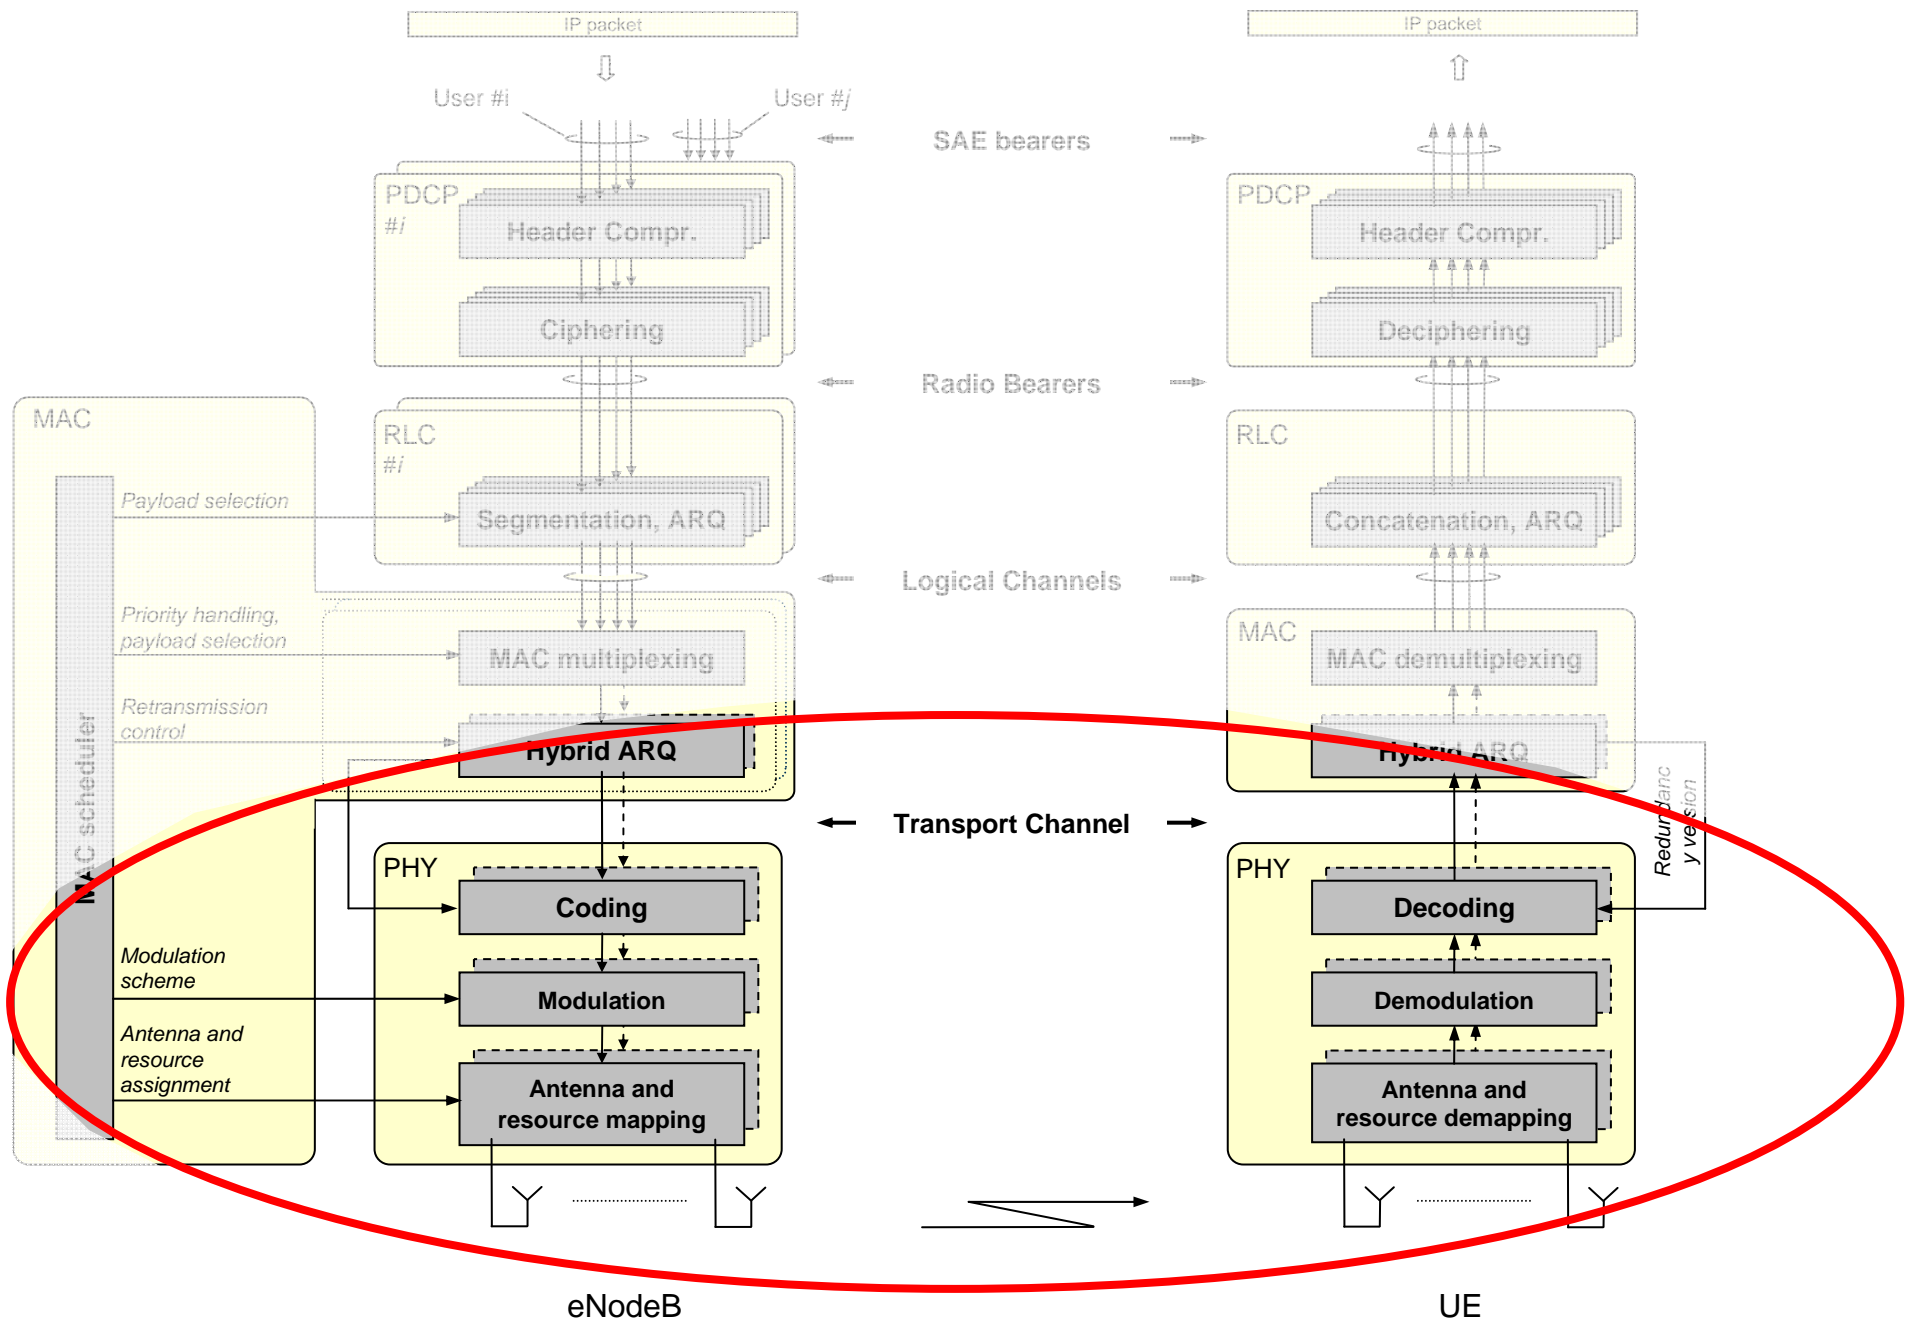 IP packet
IP packet
User #i
User #j
SAE bearers
PDCP
#i
Header Compr.
Ciphering
PDCP
Header Compr.
Deciphering
Radio Bearers
MAC
RLC
#i
Payload selection
Segmentation, ARQ
RLC
Concatenation, ARQ
Logical Channels
Priority handling,
payload selection
MAC multiplexing
MAC
MAC demultiplexing
Retransmission
control
Hybrid ARQ
Hybrid ARQ
MAC scheduler
Redundanc
y version
Transport Channel
PHY
Coding
PHY
Decoding
Modulation
scheme
Modulation
Demodulation
Antenna and
resource
assignment
Antenna and
resource mapping
Antenna and
resource demapping
eNodeB
UE